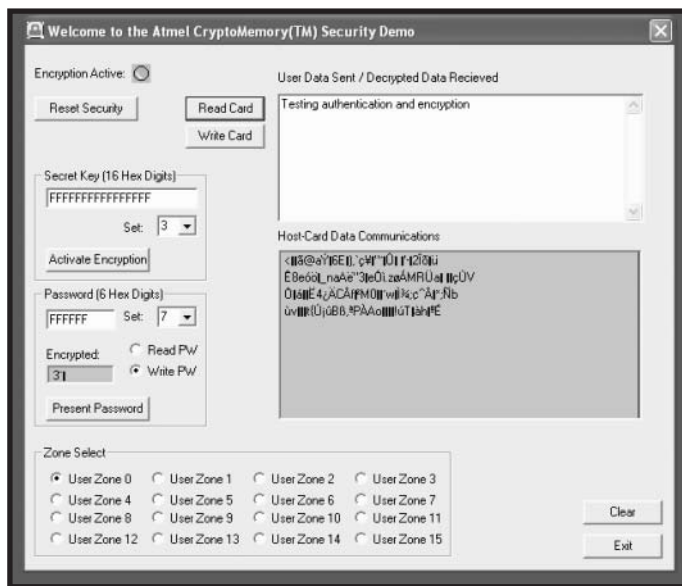 Welcome to the Atmel CryptoMemory(TM) Security Demo
Encryption Active:
Reset Security
Read Card
Write Card
User Data Sent / Decrypted Data Recieved
Testing authentication and encryption
Secret Key (16 Hex Digits)
FFFFFFFFFFFFFFFF
Set: 3
Activate Encryption
Host-Card Data Communications
Password (6 Hex Digits)
FFFFFF Set: 7
Encrypted:
Read PW
Write PW
Present Password
Zone Select
User Zone 0 User Zone 1 User Zone 2 User Zone 3
User Zone 4 User Zone 5 User Zone 6 User Zone 7
User Zone 8 User Zone 9 User Zone 10 User Zone 11
User Zone 12 User Zone 13 User Zone 14 User Zone 15
Clear
Exit